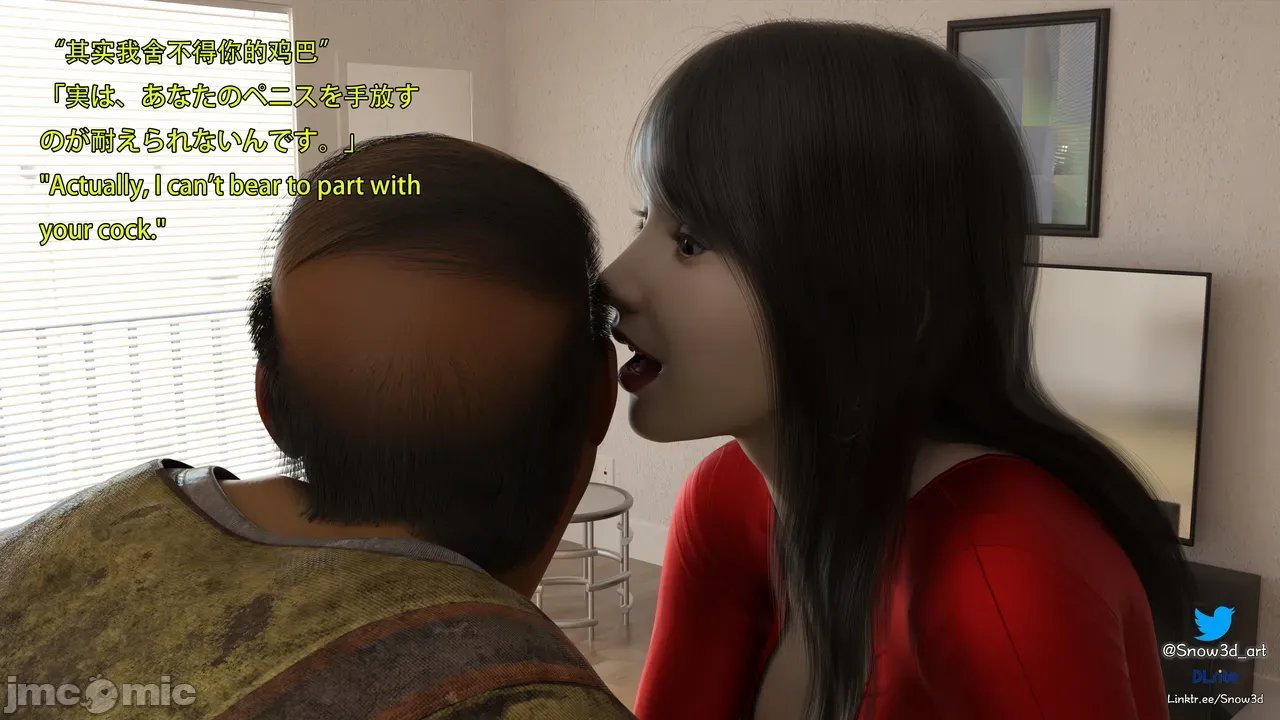 “其实我舍不得你的鸡巴”
「実は、あなたのペニスを手放す
のが耐えられないんです。」
"Actually, I can't bear to part with
your cock."
@Snow3d_art
DLsite
Linktr.ee/Snow3d
jmcomic